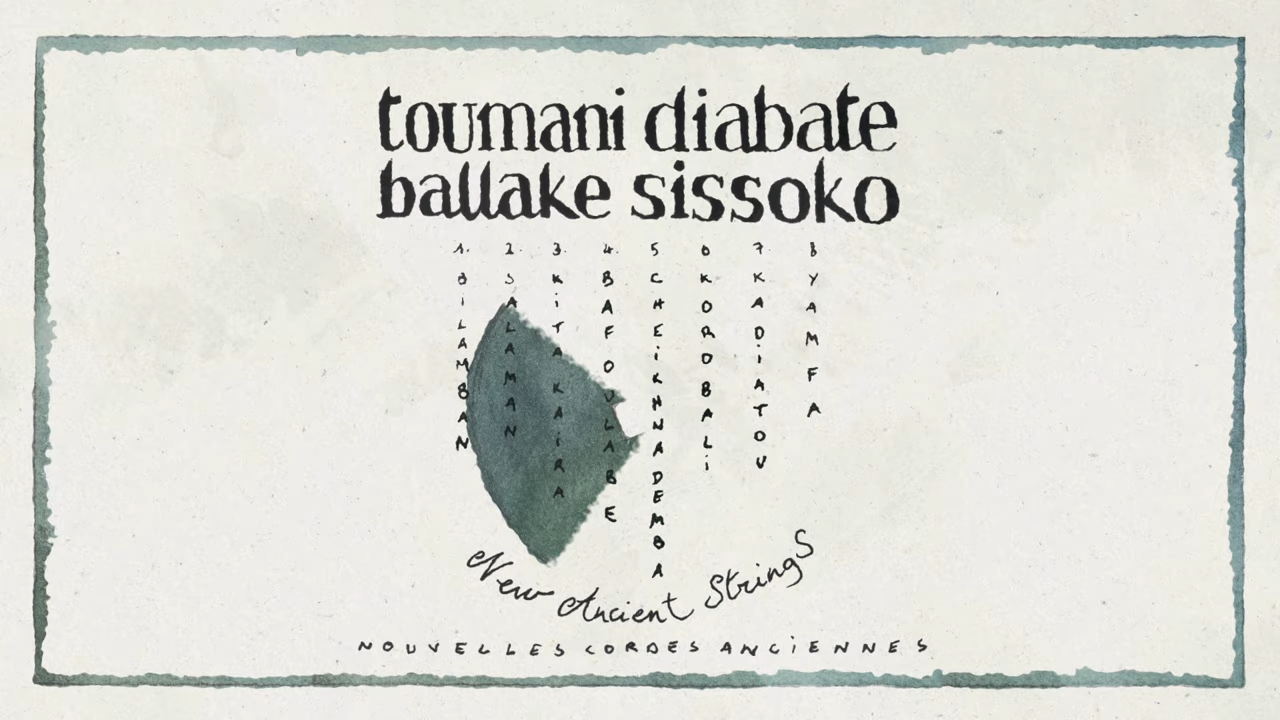 toumani diabate
ballake sissoko
1. BiLAMBAN
2. SALAMAN
3. KiTA KAiRA
4. BAFOULABE
5 CHEiKHNA DEMBA
6 KOROBALi
7 KADiATOU
8 YAMFA
New Ancient Strings
NOUVELLES CORDES ANCiENNES